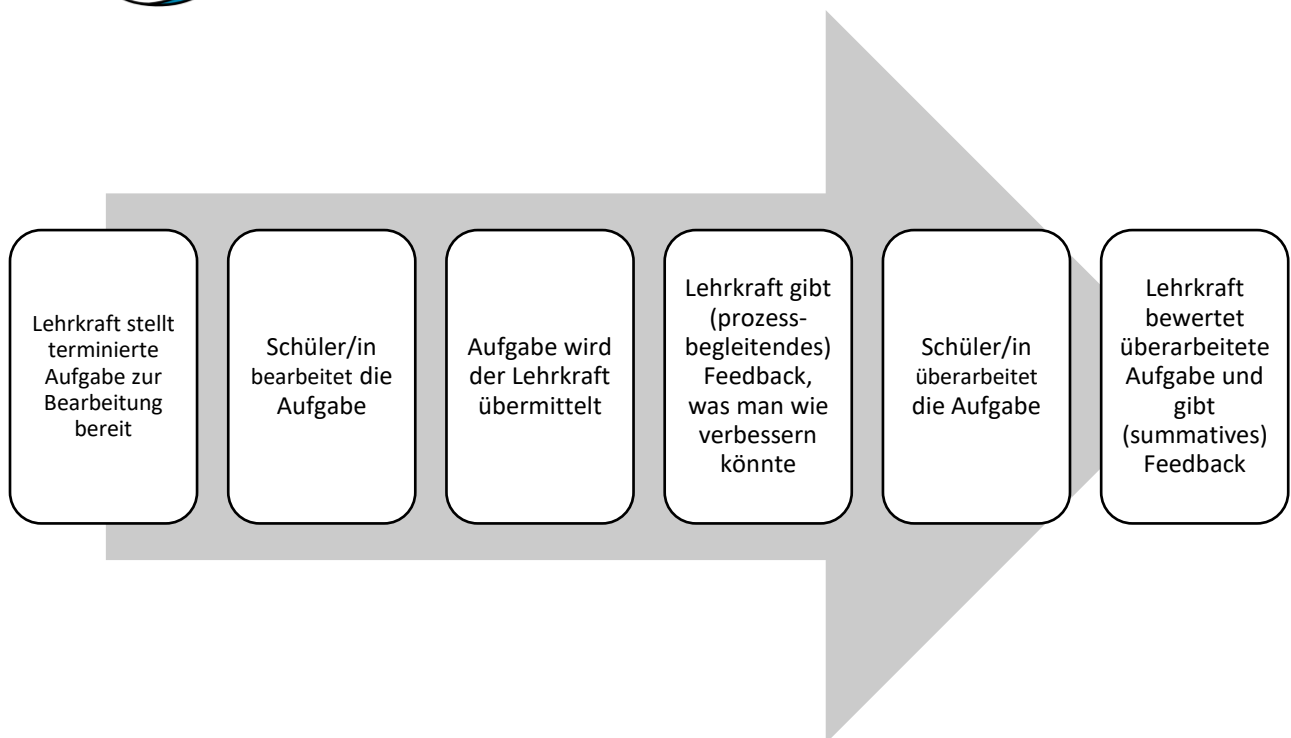 Lehrkraft stellt
terminierte
Aufgabe zur
Bearbeitung
bereit
Schüler/in
bearbeitet die
Aufgabe
Aufgabe wird
der Lehrkraft
übermittelt
Lehrkraft gibt
(prozess-
begleitendes)
Feedback,
was man wie
verbessern
könnte
Schüler/in
überarbeitet
die Aufgabe
Lehrkraft
bewertet
überarbeitete
Aufgabe und
gibt
(summatives)
Feedback